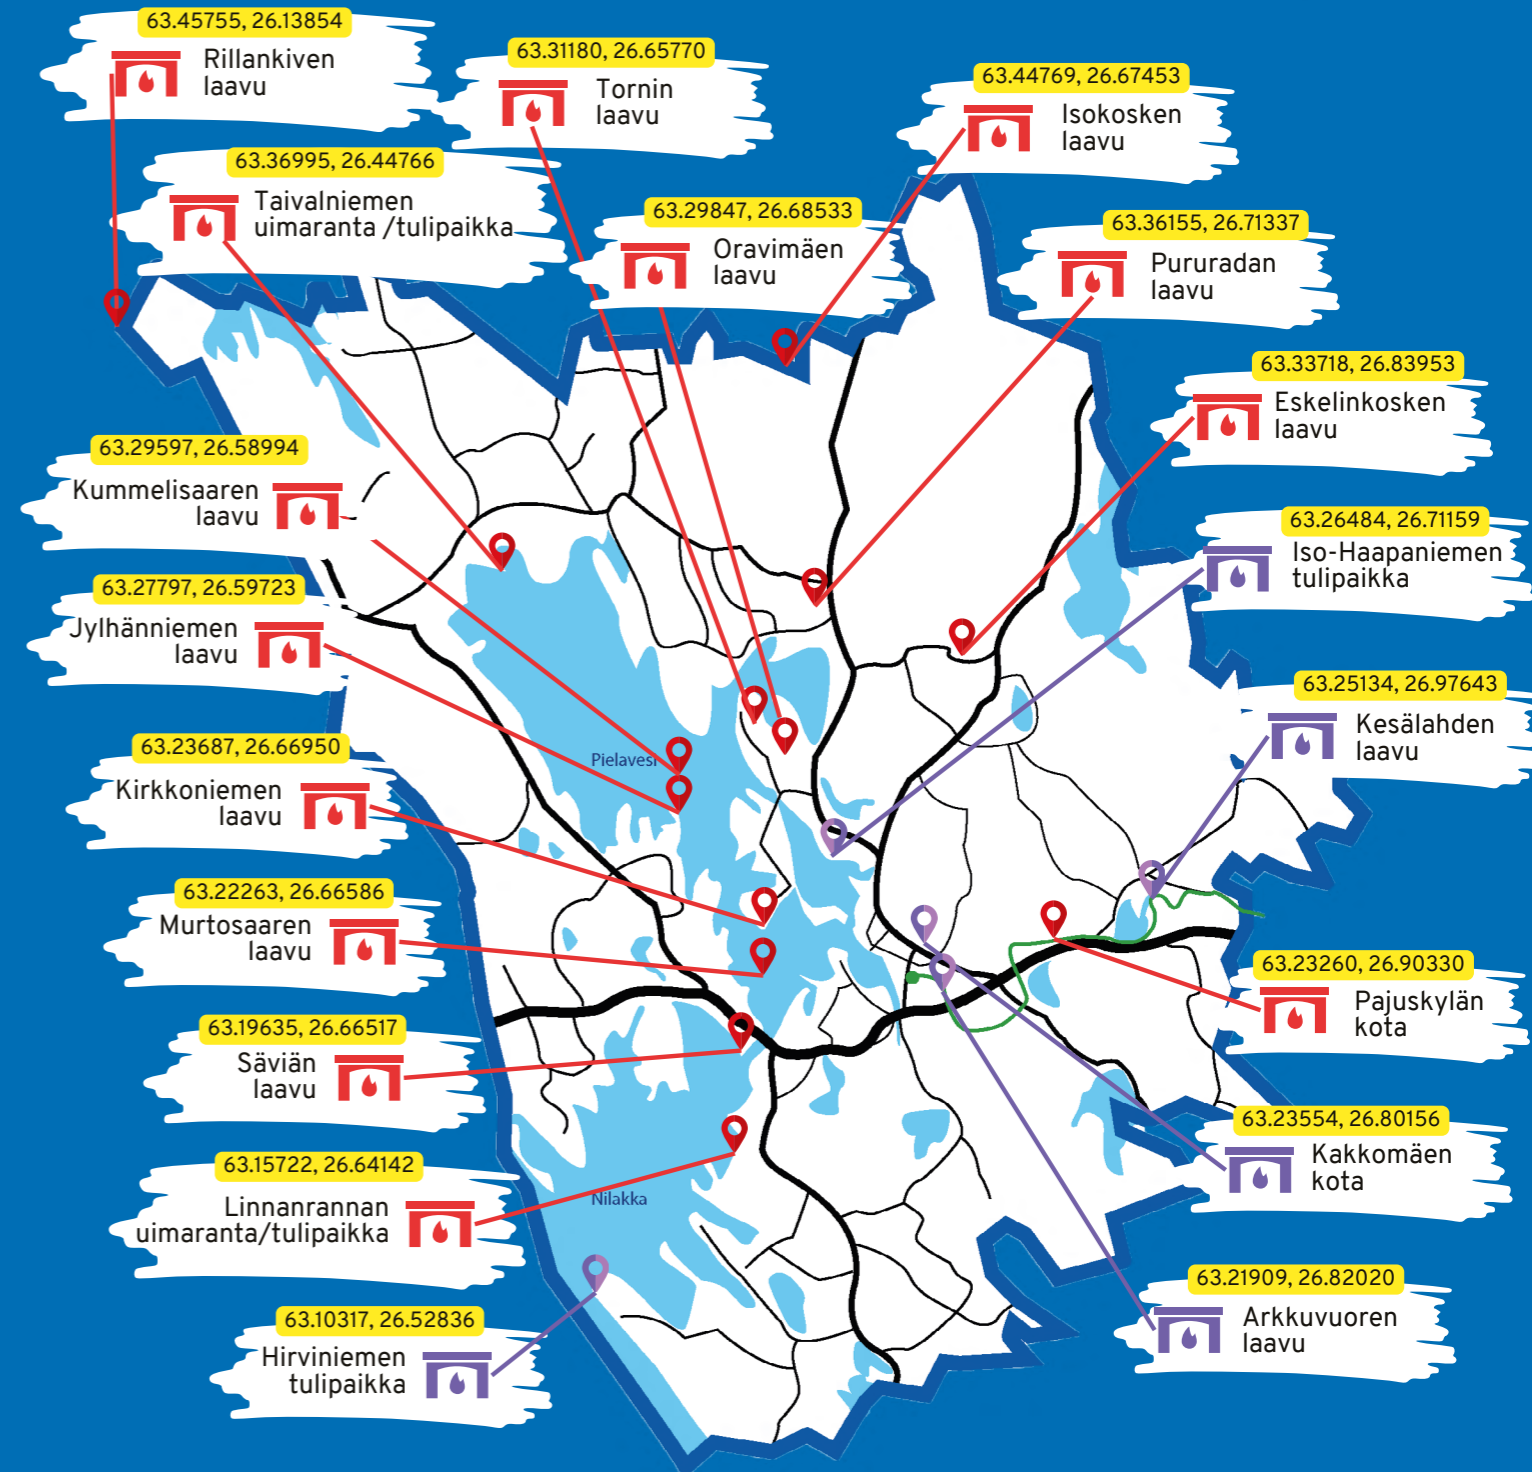 63.45755, 26.13854
Rillankiven
laavu
63.31180, 26.65770
Tornin
laavu
63.44769, 26.67453
Isokosken
laavu
63.36995, 26.44766
Taivalniemen
uimaranta /tulipaikka
63.29847, 26.68533
Oravimäen
laavu
63.36155, 26.71337
Pururadan
laavu
63.33718, 26.83953
Eskelinkosken
laavu
63.29597, 26.58994
Kummelisaaren
laavu
63.26484, 26.71159
Iso-Haapaniemen
tulipaikka
63.27797, 26.59723
Jylhänniemen
laavu
63.25134, 26.97643
Kesälahden
laavu
63.23687, 26.66950
Kirkkoniemen
laavu
Pielavesi
63.22263, 26.66586
Murtosaaren
laavu
63.23260, 26.90330
Pajuskylän
kota
63.19635, 26.66517
Säviän
laavu
63.23554, 26.80156
Kakkomäen
kota
63.15722, 26.64142
Linnanrannan
uimaranta/tulipaikka
Nilakka
63.21909, 26.82020
Arkkuvuoren
laavu
63.10317, 26.52836
Hirviniemen
tulipaikka